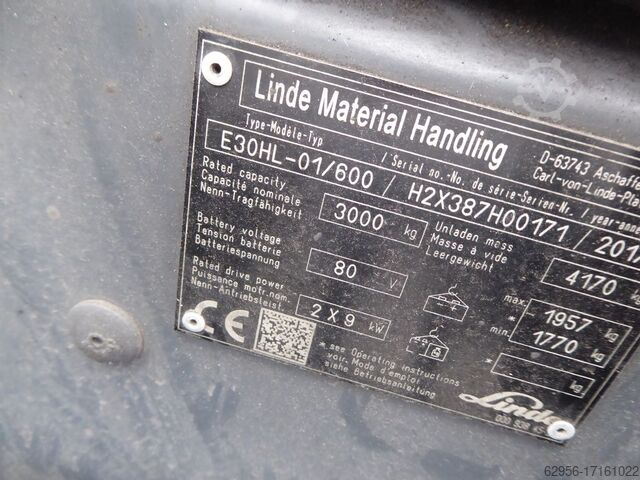 Linde Material Handling
D-63743 Aschaffe
Carl-von-Linde-Pla
Type-Modèle-Typ / Serial no.-No. de série-Serien-Nr. / year-anné
E30HL-01/600 / H2X387H00171 / 201
Rated capacity
Capacité nominale
Nenn-Tragfähigkeit
3000 kg
Unladen mass
Masse à vide
Leergewicht
4170
Battery voltage
Tension batterie
Batteriespannung
80 V
max.
1957 kg
Rated drive power
Puissance motr.nom.
Nenn-Antriebsleist.
2 X 9 kW
* min.
1770 kg
* kg
CE
* see Operating instructions
voir Mode d'emploi
siehe Betriebsanleitung
Linde
62956-17161022